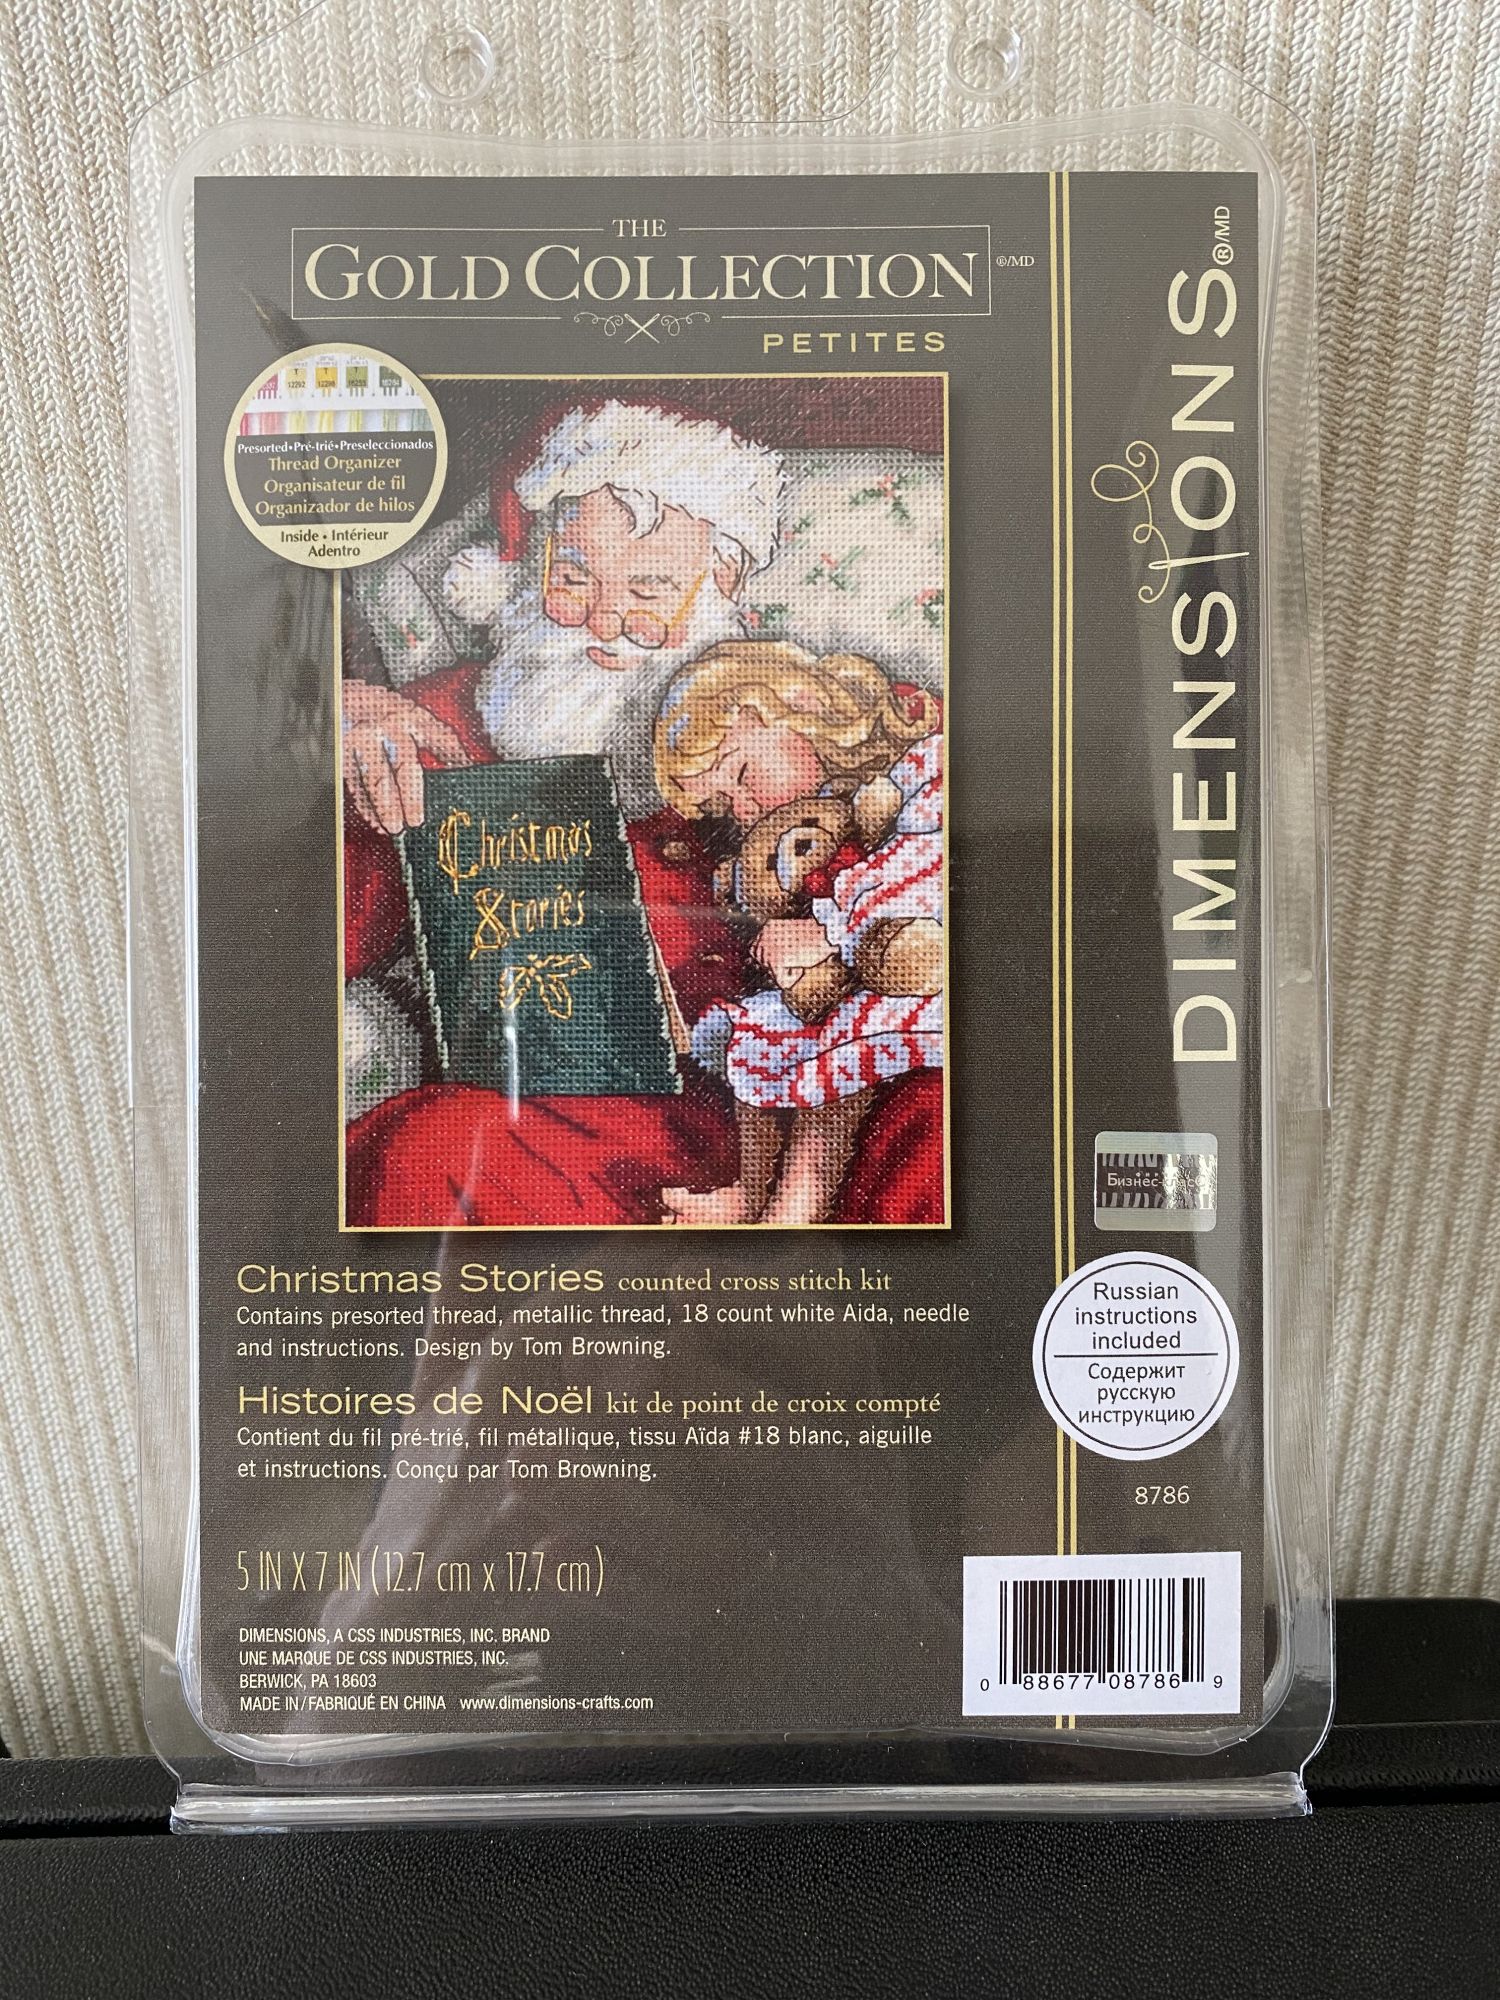 THE
GOLD COLLECTION ®/MD
PETITES
12292 12296 16253 16254
Presorted•Pré-trié•Preseleccionados
Thread Organizer
Organisateur de fil
Organizador de hilos
Inside • Intérieur
Adentro
Christmas
Stories
DIMENSIONS®/MD
Russian
instructions
included
Содержит
русскую
инструкцию
8786
Christmas Stories counted cross stitch kit
Contains presorted thread, metallic thread, 18 count white Aida, needle
and instructions. Design by Tom Browning.
Histoires de Noël kit de point de croix compté
Contient du fil pré-trié, fil métallique, tissu Aïda #18 blanc, aiguille
et instructions. Conçu par Tom Browning.
5 IN X 7 IN (12.7 cm x 17.7 cm)
DIMENSIONS, A CSS INDUSTRIES, INC. BRAND
UNE MARQUE DE CSS INDUSTRIES, INC.
BERWICK, PA 18603
MADE IN/FABRIQUÉ EN CHINA www.dimensions-crafts.com
0 88677 08786 9